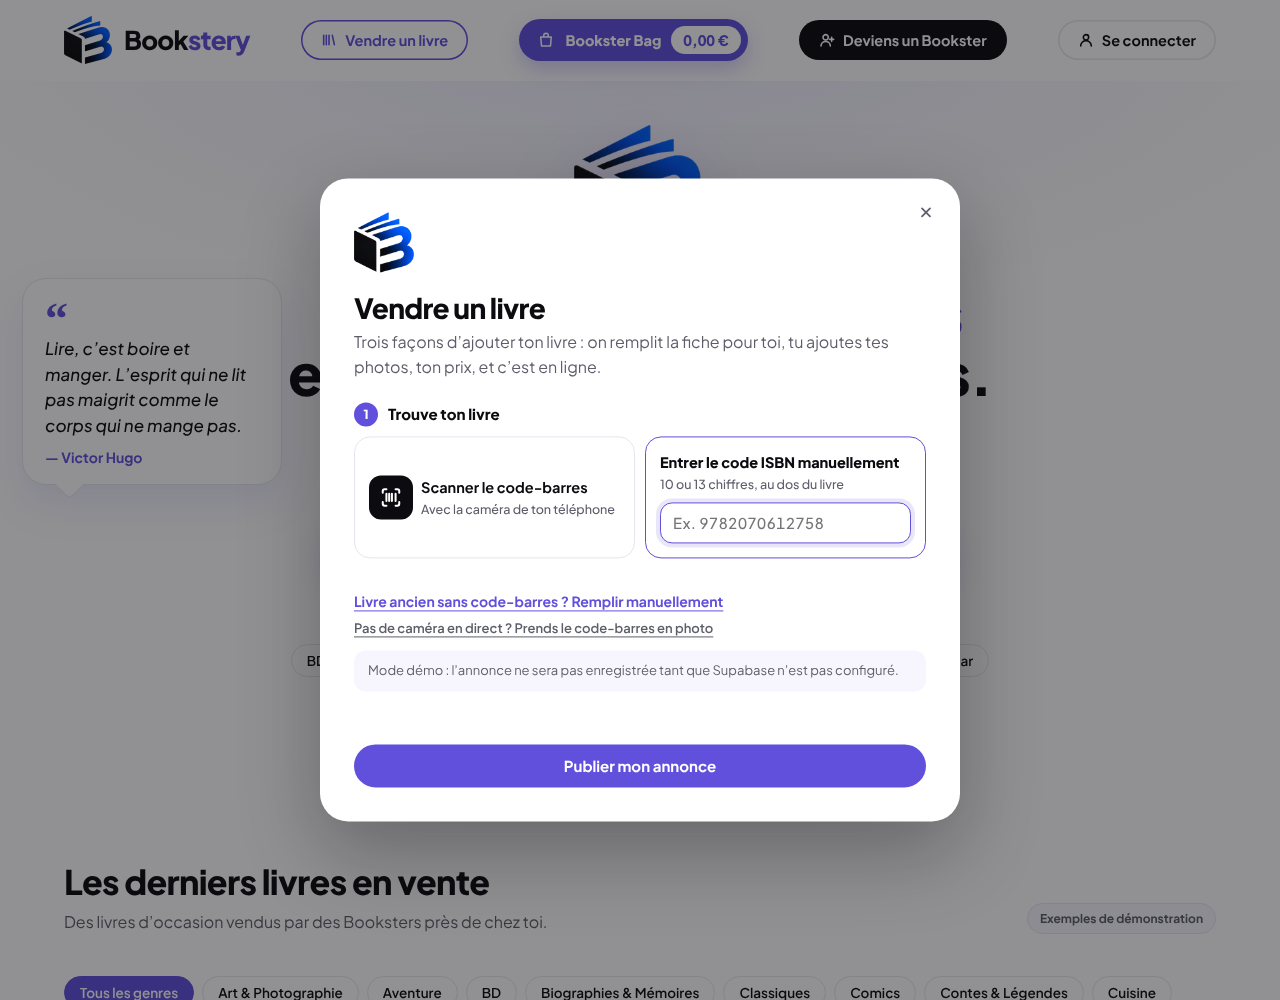 Bookstery
Vendre un livre
Bookster Bag 0,00 €
Deviens un Bookster
Se connecter
“
Lire, c’est boire et
manger. L’esprit qui ne lit
pas maigrit comme le
corps qui ne mange pas.
— Victor Hugo
Vendre un livre
Trois façons d’ajouter ton livre : on remplit la fiche pour toi, tu ajoutes tes
photos, ton prix, et c’est en ligne.
1 Trouve ton livre
Scanner le code-barres
Avec la caméra de ton téléphone
Entrer le code ISBN manuellement
10 ou 13 chiffres, au dos du livre
Ex. 9782070612758
Livre ancien sans code-barres ? Remplir manuellement
Pas de caméra en direct ? Prends le code-barres en photo
Mode démo : l’annonce ne sera pas enregistrée tant que Supabase n’est pas configuré.
Publier mon annonce
Les derniers livres en vente
Des livres d’occasion vendus par des Booksters près de chez toi.
Exemples de démonstration
Tous les genres
Art & Photographie
Aventure
BD
Biographies & Mémoires
Classiques
Comics
Contes & Légendes
Cuisine